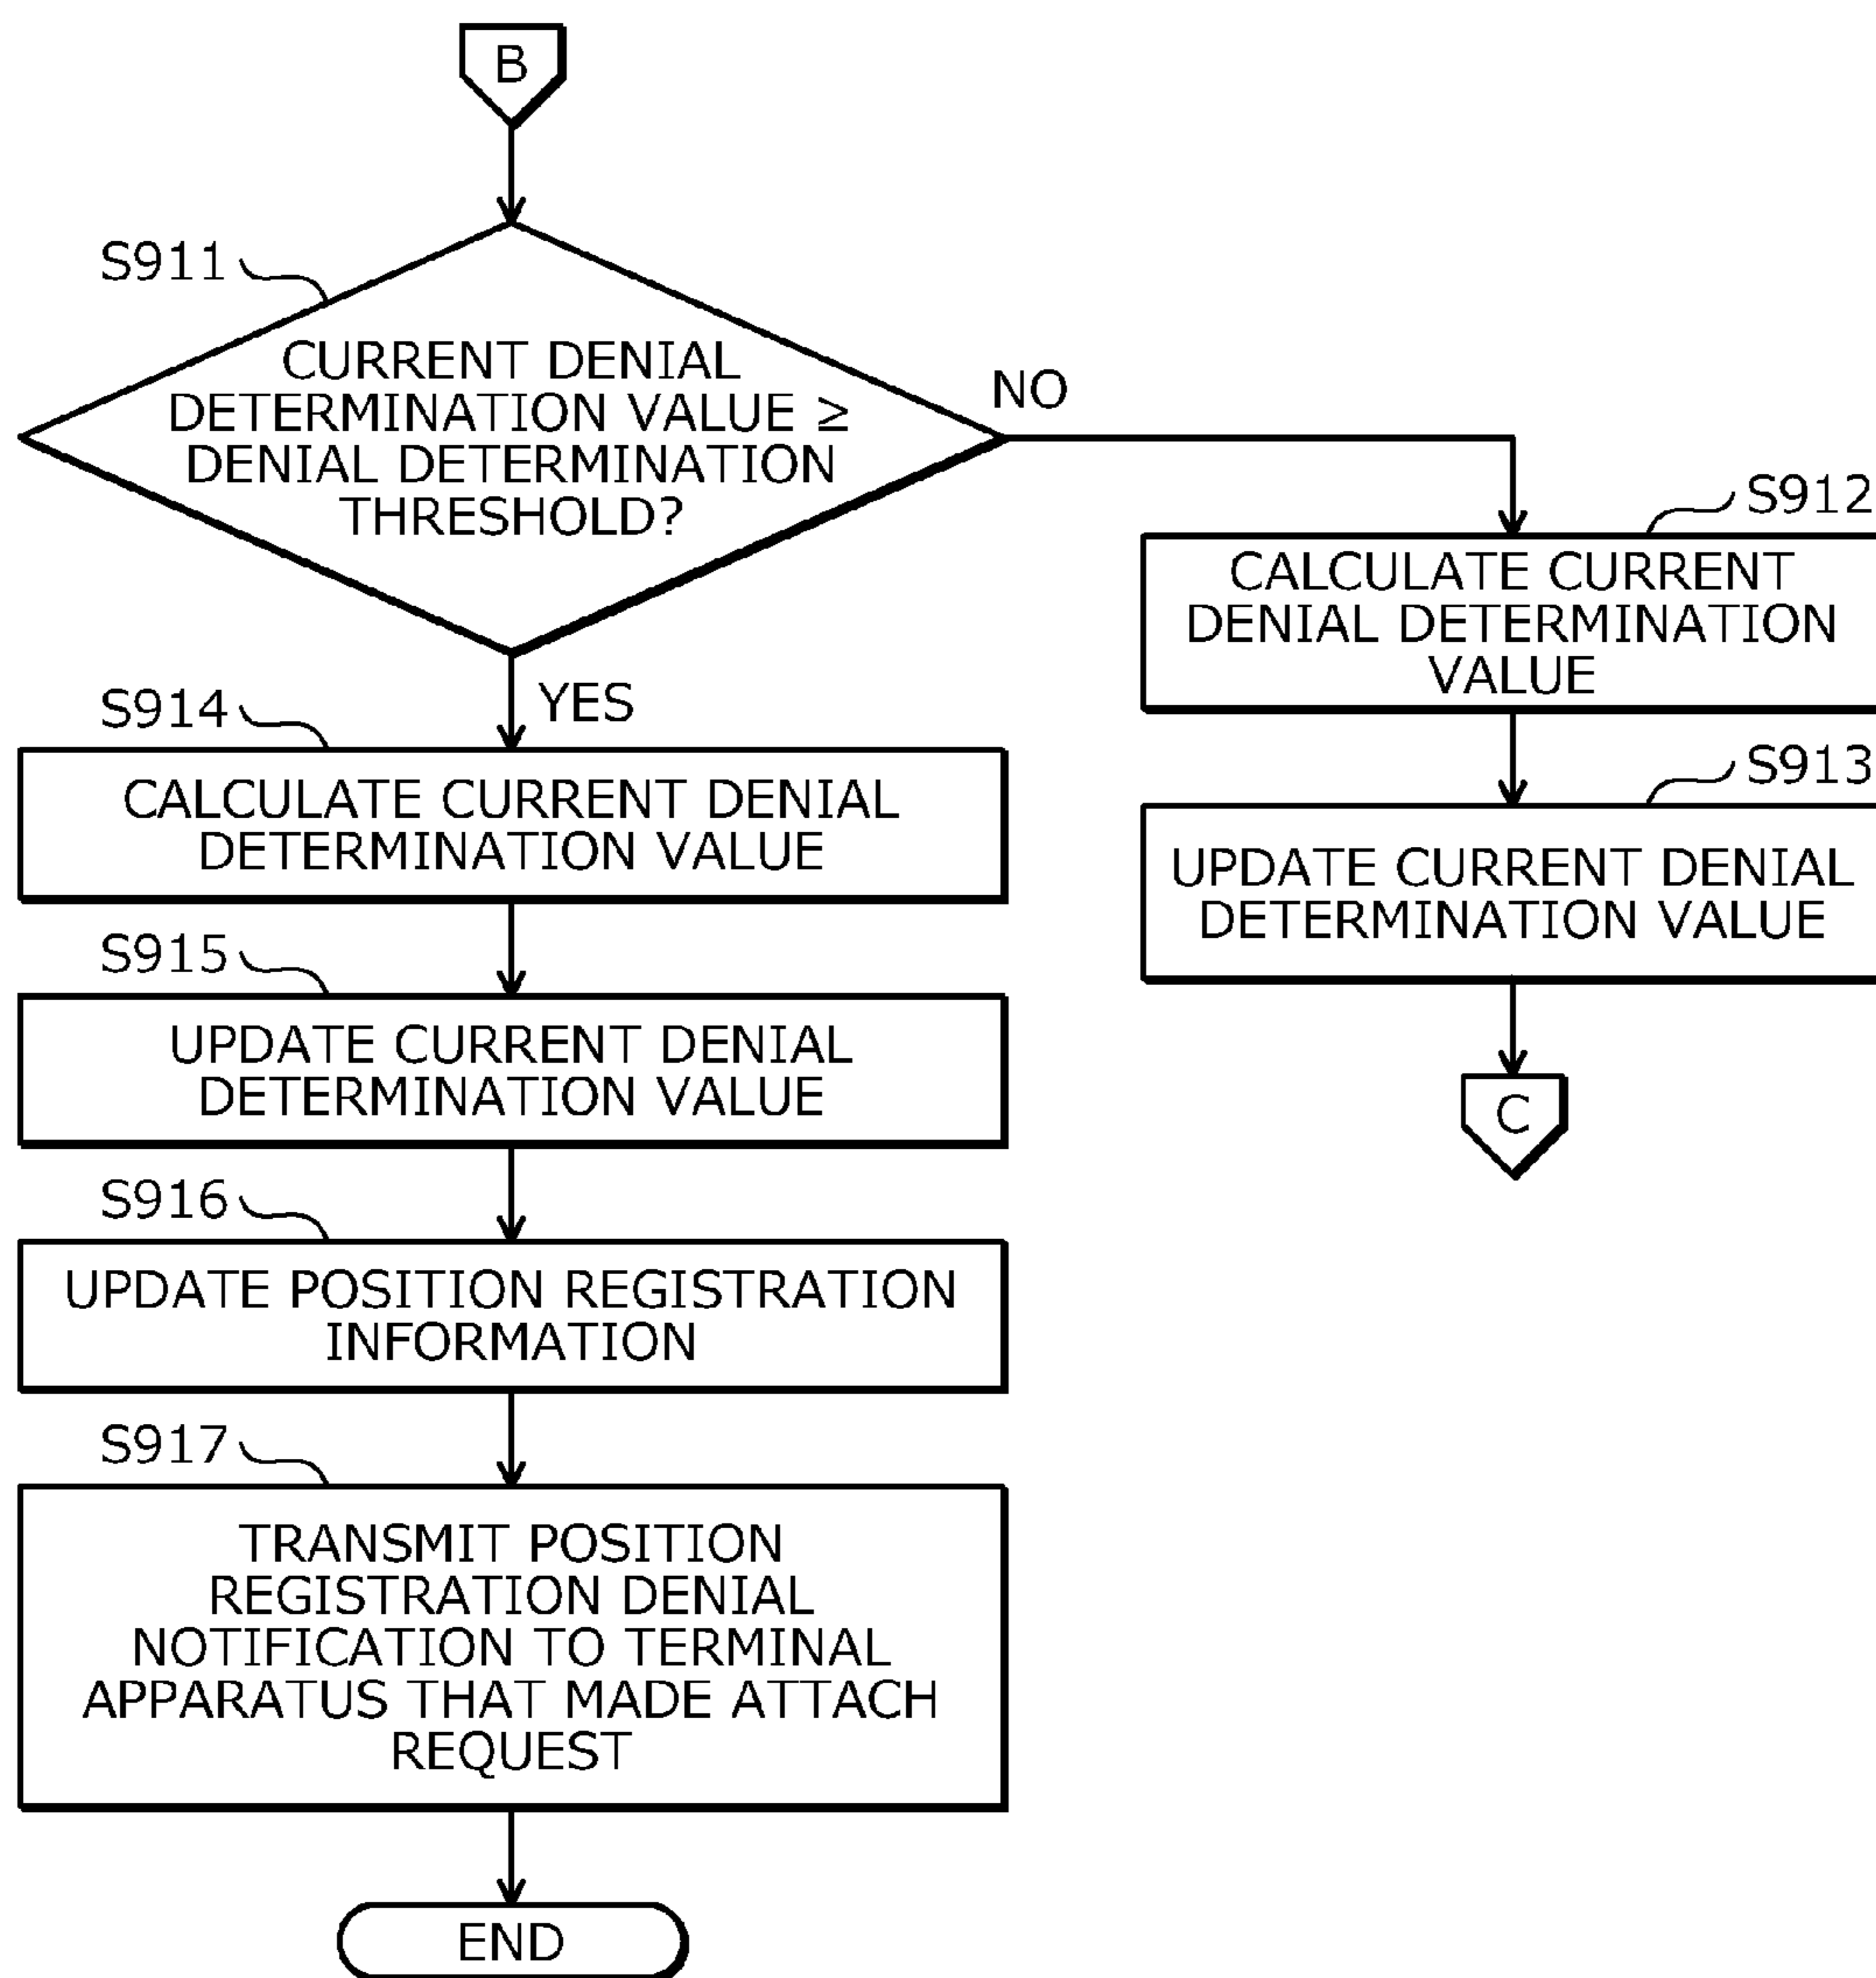 B
S911
CURRENT DENIAL
DETERMINATION VALUE ≥
DENIAL DETERMINATION
THRESHOLD?
NO
YES
S912
CALCULATE CURRENT
DENIAL DETERMINATION
VALUE
S913
UPDATE CURRENT DENIAL
DETERMINATION VALUE
C
S914
CALCULATE CURRENT DENIAL
DETERMINATION VALUE
S915
UPDATE CURRENT DENIAL
DETERMINATION VALUE
S916
UPDATE POSITION REGISTRATION
INFORMATION
S917
TRANSMIT POSITION
REGISTRATION DENIAL
NOTIFICATION TO TERMINAL
APPARATUS THAT MADE ATTACH
REQUEST
END